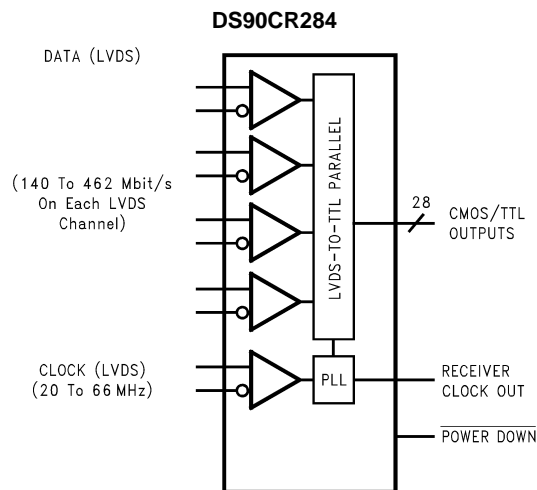 DS90CR284
DATA (LVDS)
(140 To 462 Mbit/s
On Each LVDS
Channel)
LVDS-TO-TTL PARALLEL
28
CMOS/TTL
OUTPUTS
CLOCK (LVDS)
(20 To 66 MHz)
PLL
RECEIVER
CLOCK OUT
POWER DOWN